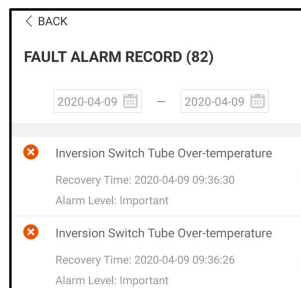 < BACK
FAULT ALARM RECORD (82)
2020-04-09 – 2020-04-09
Inversion Switch Tube Over-temperature
Recovery Time: 2020-04-09 09:36:30
Alarm Level: Important
Inversion Switch Tube Over-temperature
Recovery Time: 2020-04-09 09:36:26
Alarm Level: Important